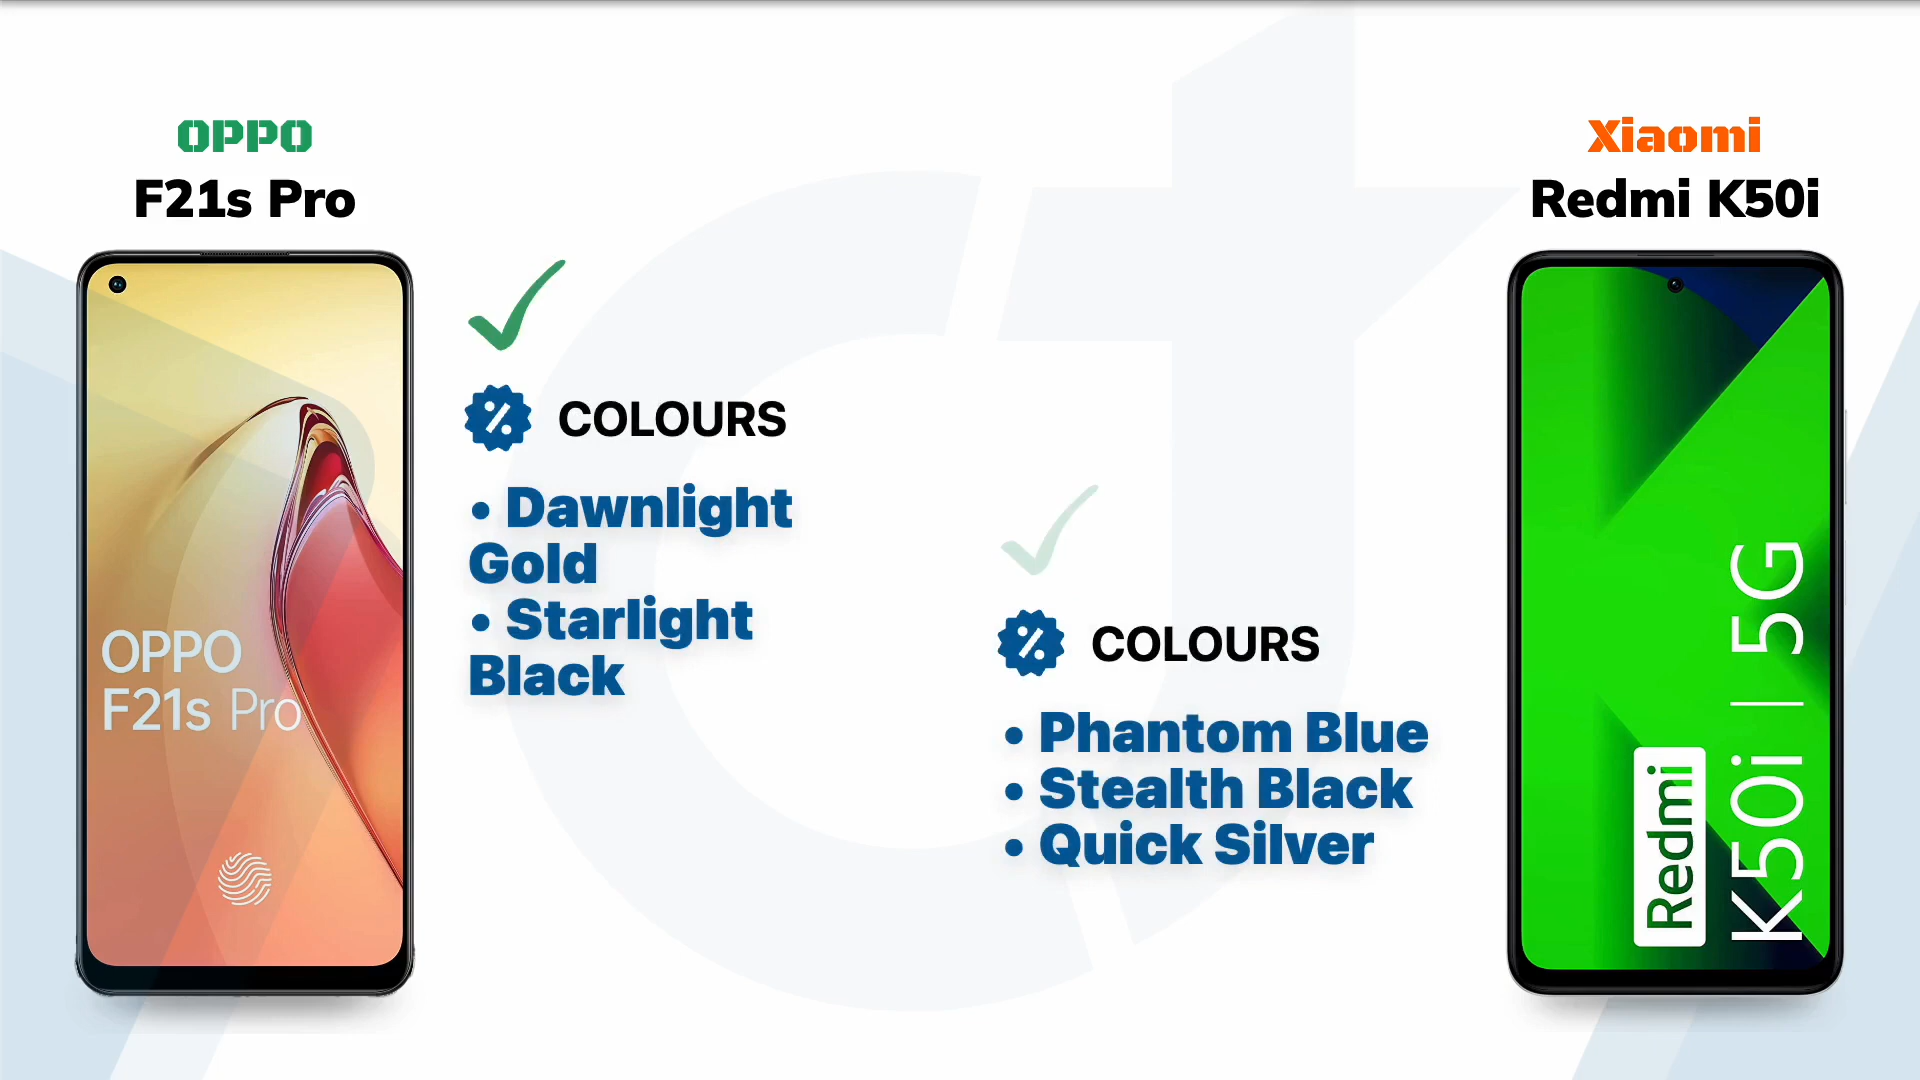 OPPO
F21s Pro
OPPO
F21s Pro
COLOURS
• Dawnlight
Gold
• Starlight
Black
COLOURS
• Phantom Blue
• Stealth Black
• Quick Silver
Xiaomi
Redmi K50i
Redmi
K50i | 5G